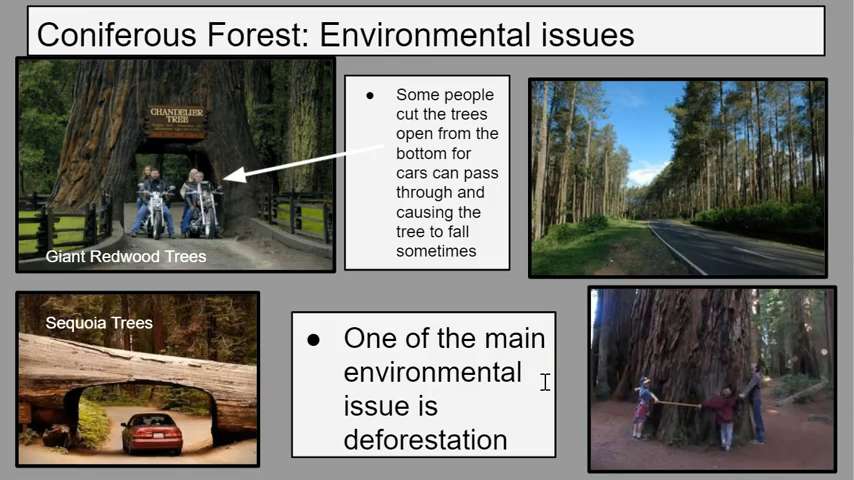 Coniferous Forest: Environmental issues
CHANDELIER
TREE
Giant Redwood Trees
● Some people
cut the trees
open from the
bottom for
cars can pass
through and
causing the
tree to fall
sometimes
Sequoia Trees
● One of the main
environmental
issue is
deforestation